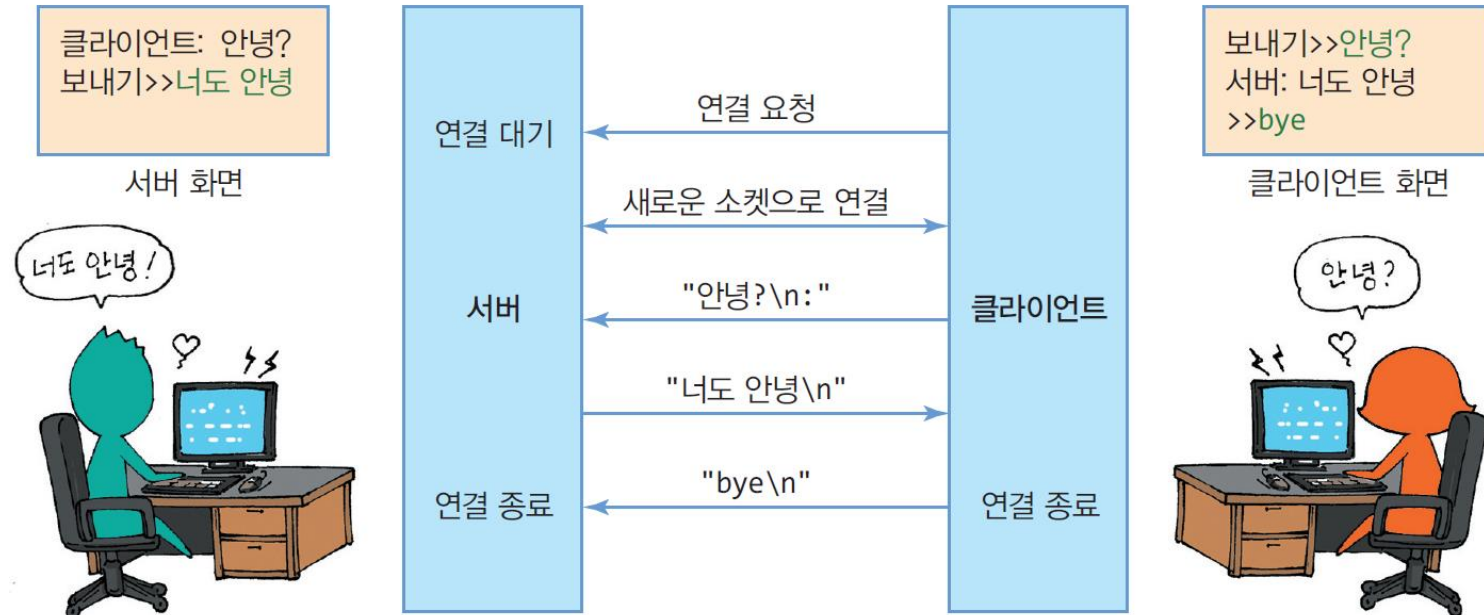 클라이언트: 안녕?
보내기>>너도 안녕
서버 화면
너도 안녕!
연결 대기
서버
연결 종료
연결 요청
새로운 소켓으로 연결
"안녕?\n:"
"너도 안녕\n"
"bye\n"
클라이언트
연결 종료
보내기>>안녕?
서버: 너도 안녕
>>bye
클라이언트 화면
안녕?